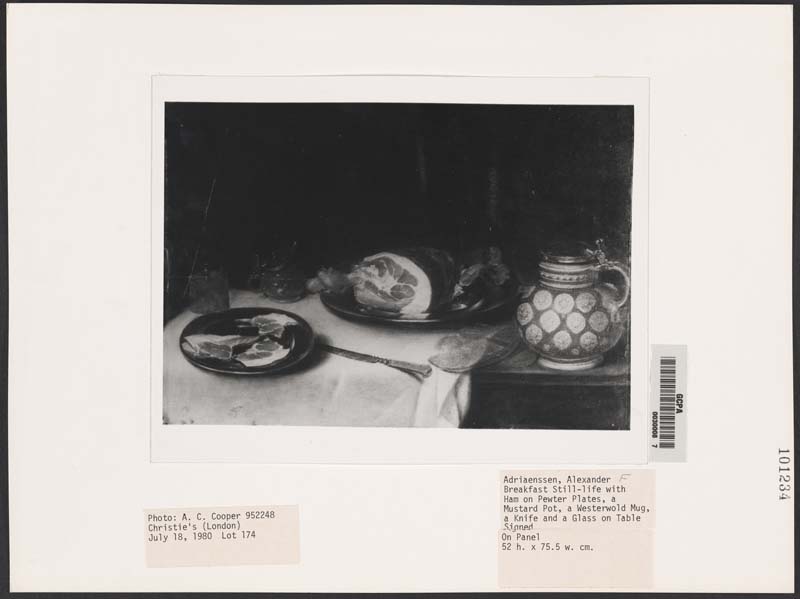 GCPA
0030008 7
101234
Photo: A. C. Cooper 952248
Christie's (London)
July 18, 1980 Lot 174
Adriaenssen, Alexander F
Breakfast Still-life with
Ham on Pewter Plates, a
Mustard Pot, a Westerwold Mug,
a Knife and a Glass on Table
Signed
On Panel
52 h. x 75.5 w. cm.